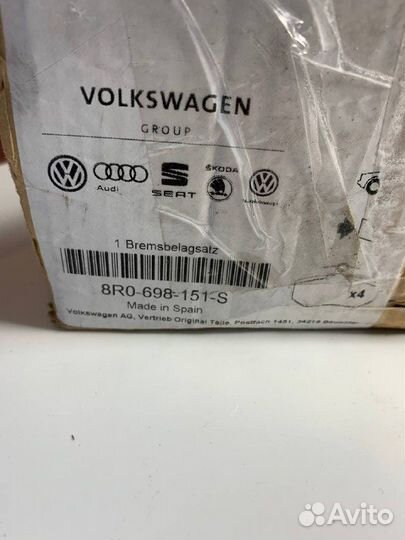 VOLKSWAGEN
GROUP
Audi
SEAT
ŠKODA
1 Bremsbelagsatz
8R0-698-151-S
x4
Made in Spain
Volkswagen AG, Vertrieb Original Teile, Postfach 1451, 34219
Avito